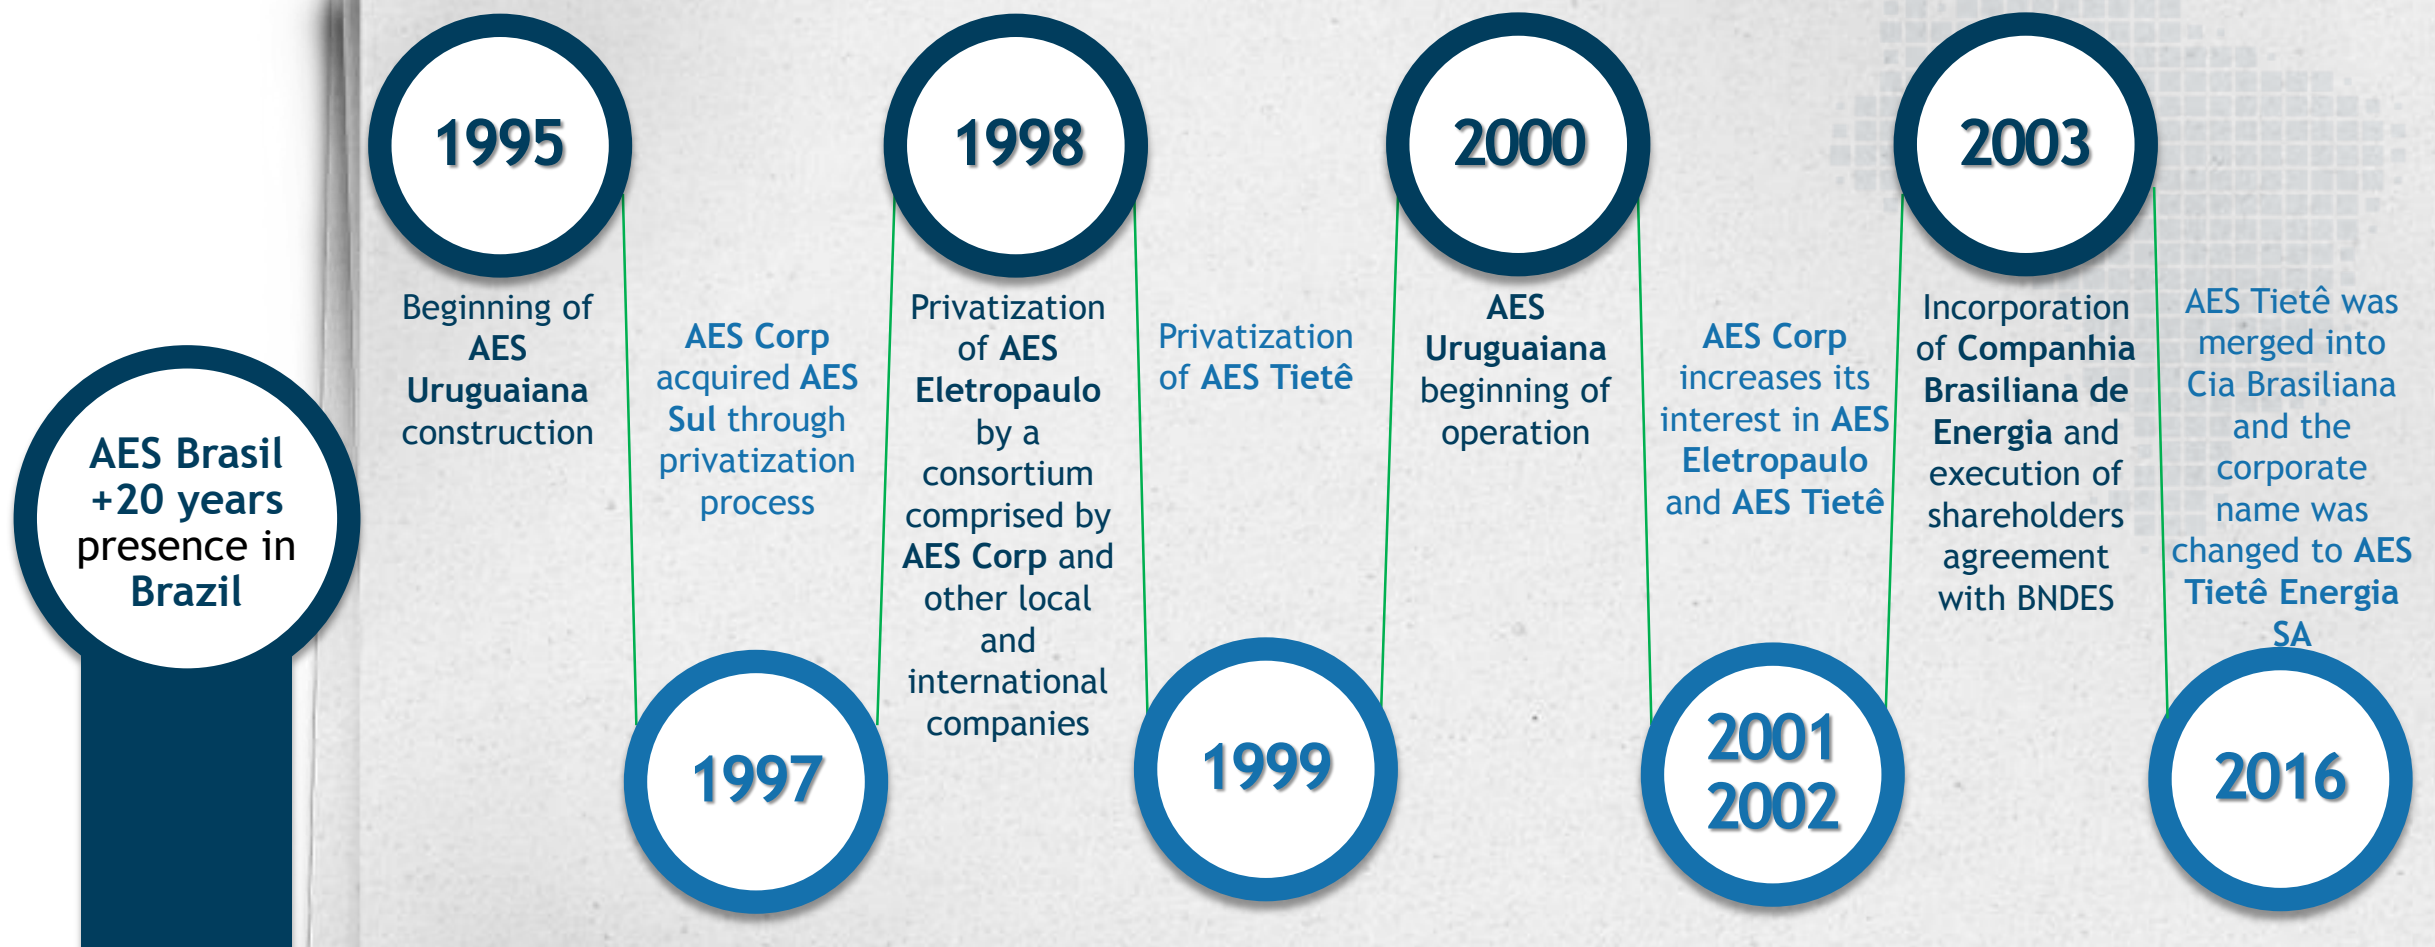 AES Brasil
+20 years
presence in
Brazil
1995
Beginning of
AES
Uruguaiana
construction
AES Corp
acquired AES
Sul through
privatization
process
1997
1998
Privatization
of AES
Eletropaulo
by a
consortium
comprised by
AES Corp and
other local
and
international
companies
Privatization
of AES Tietê
1999
2000
AES
Uruguaiana
beginning of
operation
AES Corp
increases its
interest in AES
Eletropaulo
and AES Tietê
2001
2002
2003
Incorporation
of Companhia
Brasiliana de
Energia and
execution of
shareholders
agreement
with BNDES
AES Tietê was
merged into
Cia Brasiliana
and the
corporate
name was
changed to AES
Tietê Energia
SA
2016